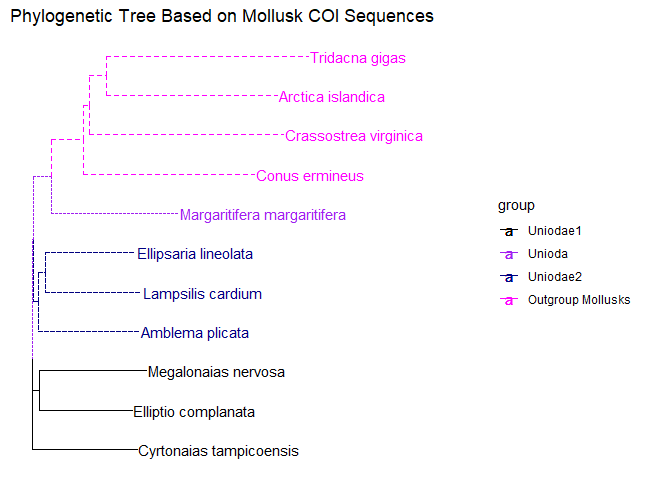 Phylogenetic Tree Based on Mollusk COI Sequences
Tridacna gigas
Arctica islandica
Crassostrea virginica
Conus ermineus
Margaritifera margaritifera
Ellipsaria lineolata
Lampsilis cardium
Amblema plicata
Megalonaias nervosa
Elliptio complanata
Cyrtonaias tampicoensis
group
a Uniodae1
a Unioda
a Uniodae2
a Outgroup Mollusks